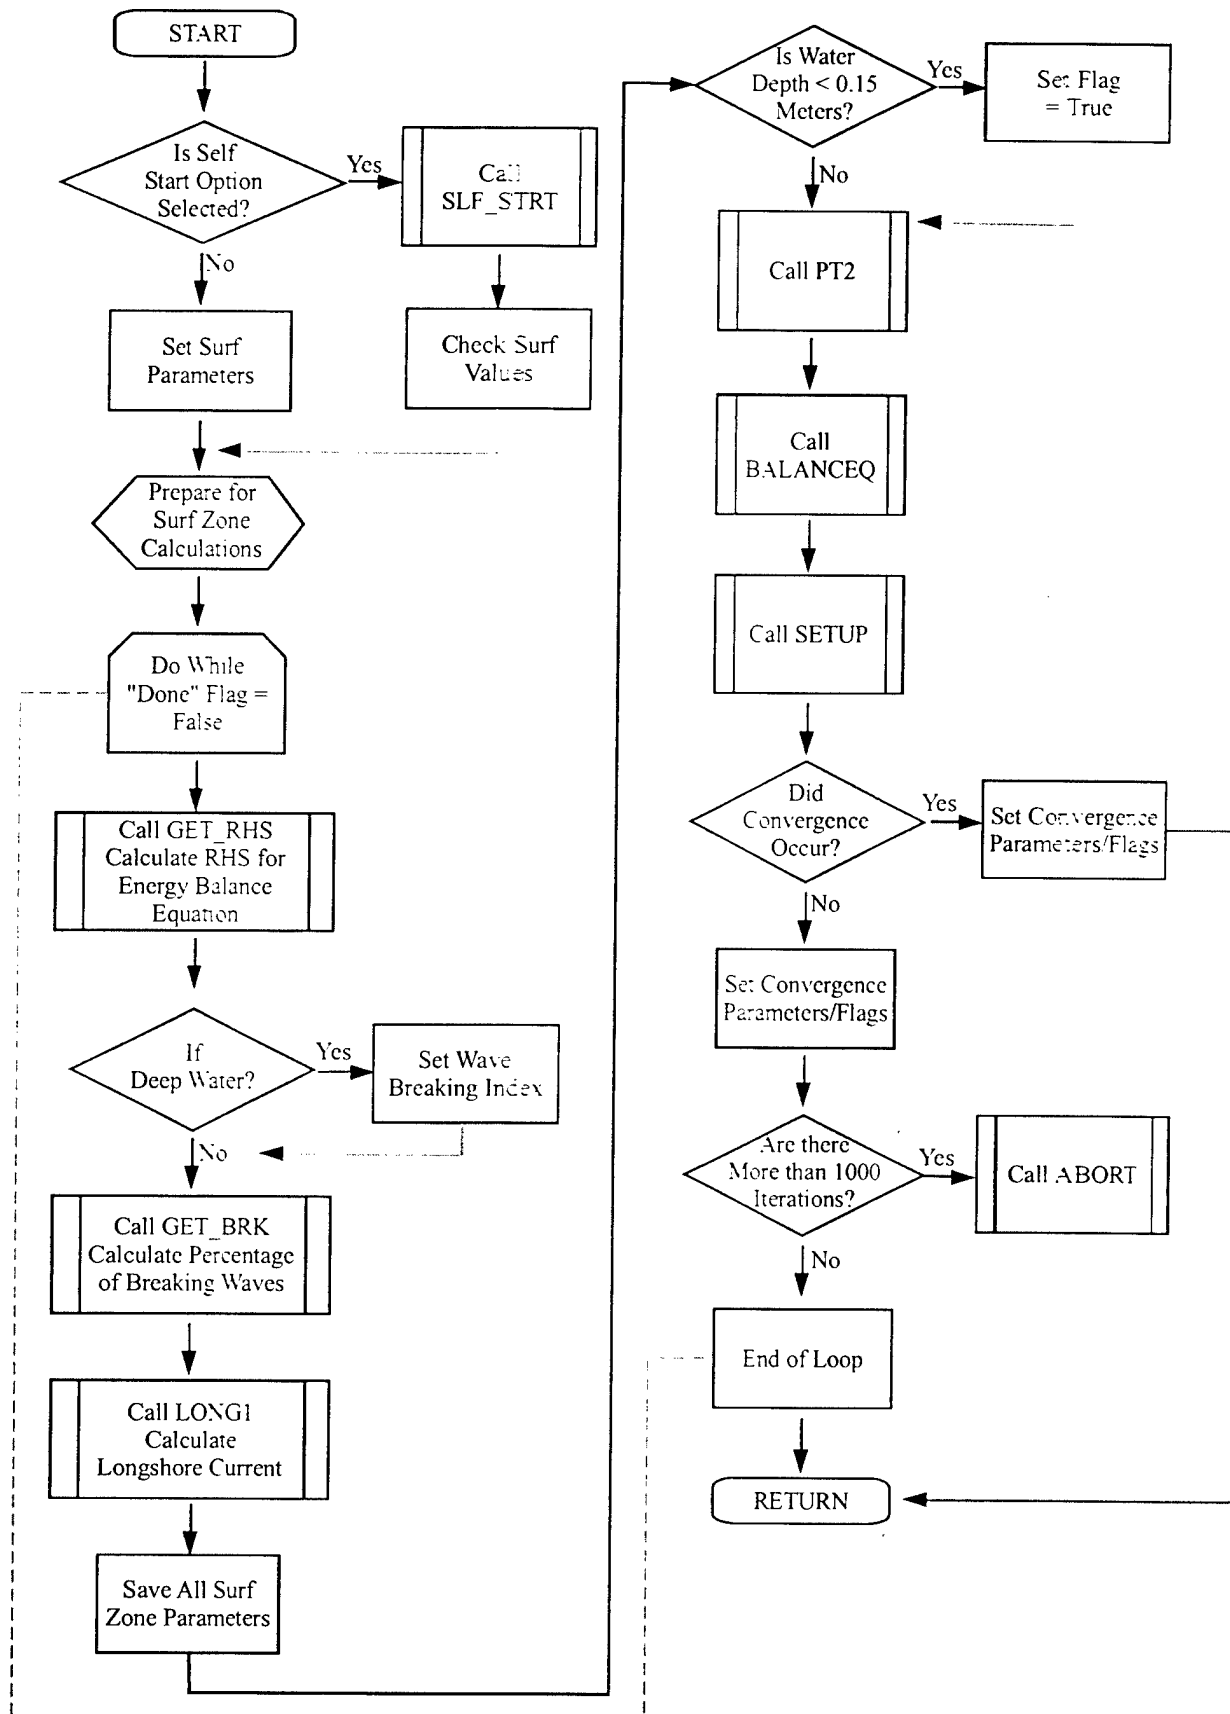 START
Is Self
Start Option
Selected?
Yes
Call
SLF_STRT
No
Set Surf
Parameters
Check Surf
Values
Prepare for
Surf Zone
Calculations
Do While
"Done" Flag =
False
Call GET_RHS
Calculate RHS for
Energy Balance
Equation
If
Deep Water?
Yes
Set Wave
Breaking Index
No
Call GET_BRK
Calculate Percentage
of Breaking Waves
Call LONG1
Calculate
Longshore Current
Save All Surf
Zone Parameters
Is Water
Depth < 0.15
Meters?
Yes
Set Flag
= True
No
Call PT2
Call
BALANCEQ
Call SETUP
Did
Convergence
Occur?
Yes
Set Convergence
Parameters/Flags
No
Set Convergence
Parameters/Flags
Are there
More than 1000
Iterations?
Yes
Call ABORT
No
End of Loop
RETURN